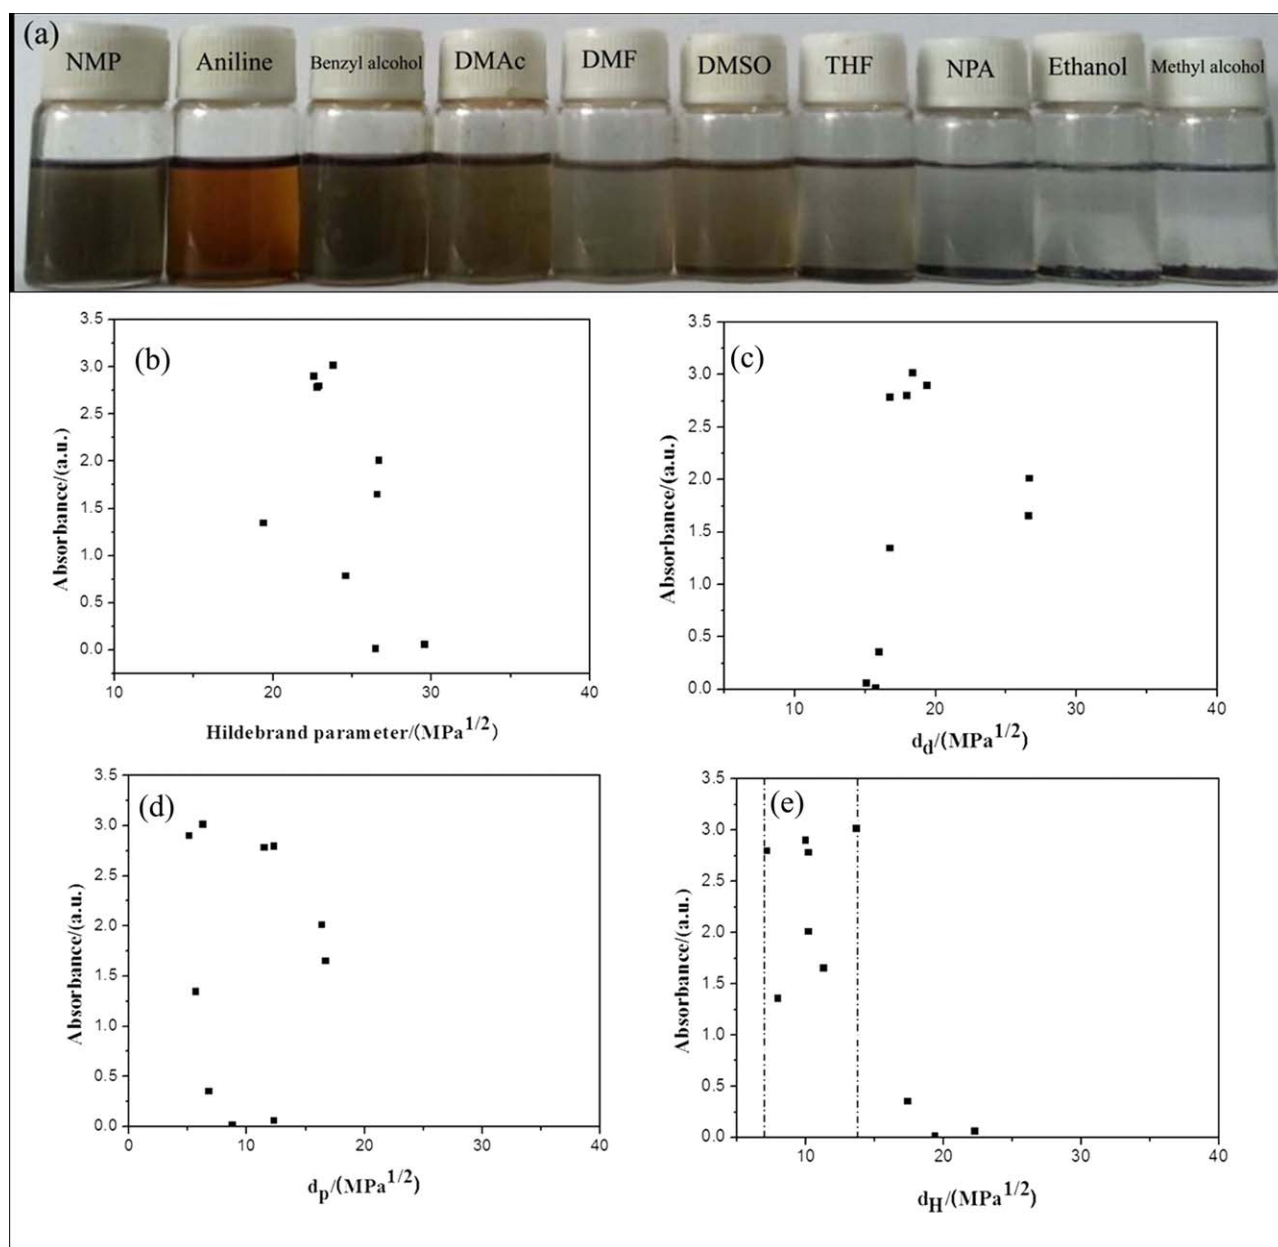 (a)
NMP Aniline Benzyl alcohol DMAc DMF DMSO THF NPA Ethanol Methyl alcohol
(b)
3.5
3.0
2.5
2.0
1.5
1.0
0.5
0.0
Absorbance/(a.u.)
10 20 30 40
Hildebrand parameter/(MPa1/2)
(c)
3.5
3.0
2.5
2.0
1.5
1.0
0.5
0.0
Absorbance/(a.u.)
10 20 30 40
dd/(MPa1/2)
(d)
3.5
3.0
2.5
2.0
1.5
1.0
0.5
0.0
Absorbance/(a.u.)
0 10 20 30 40
dp/(MPa1/2)
(e)
3.5
3.0
2.5
2.0
1.5
1.0
0.5
0.0
Absorbance/(a.u.)
10 20 30 40
dH/(MPa1/2)